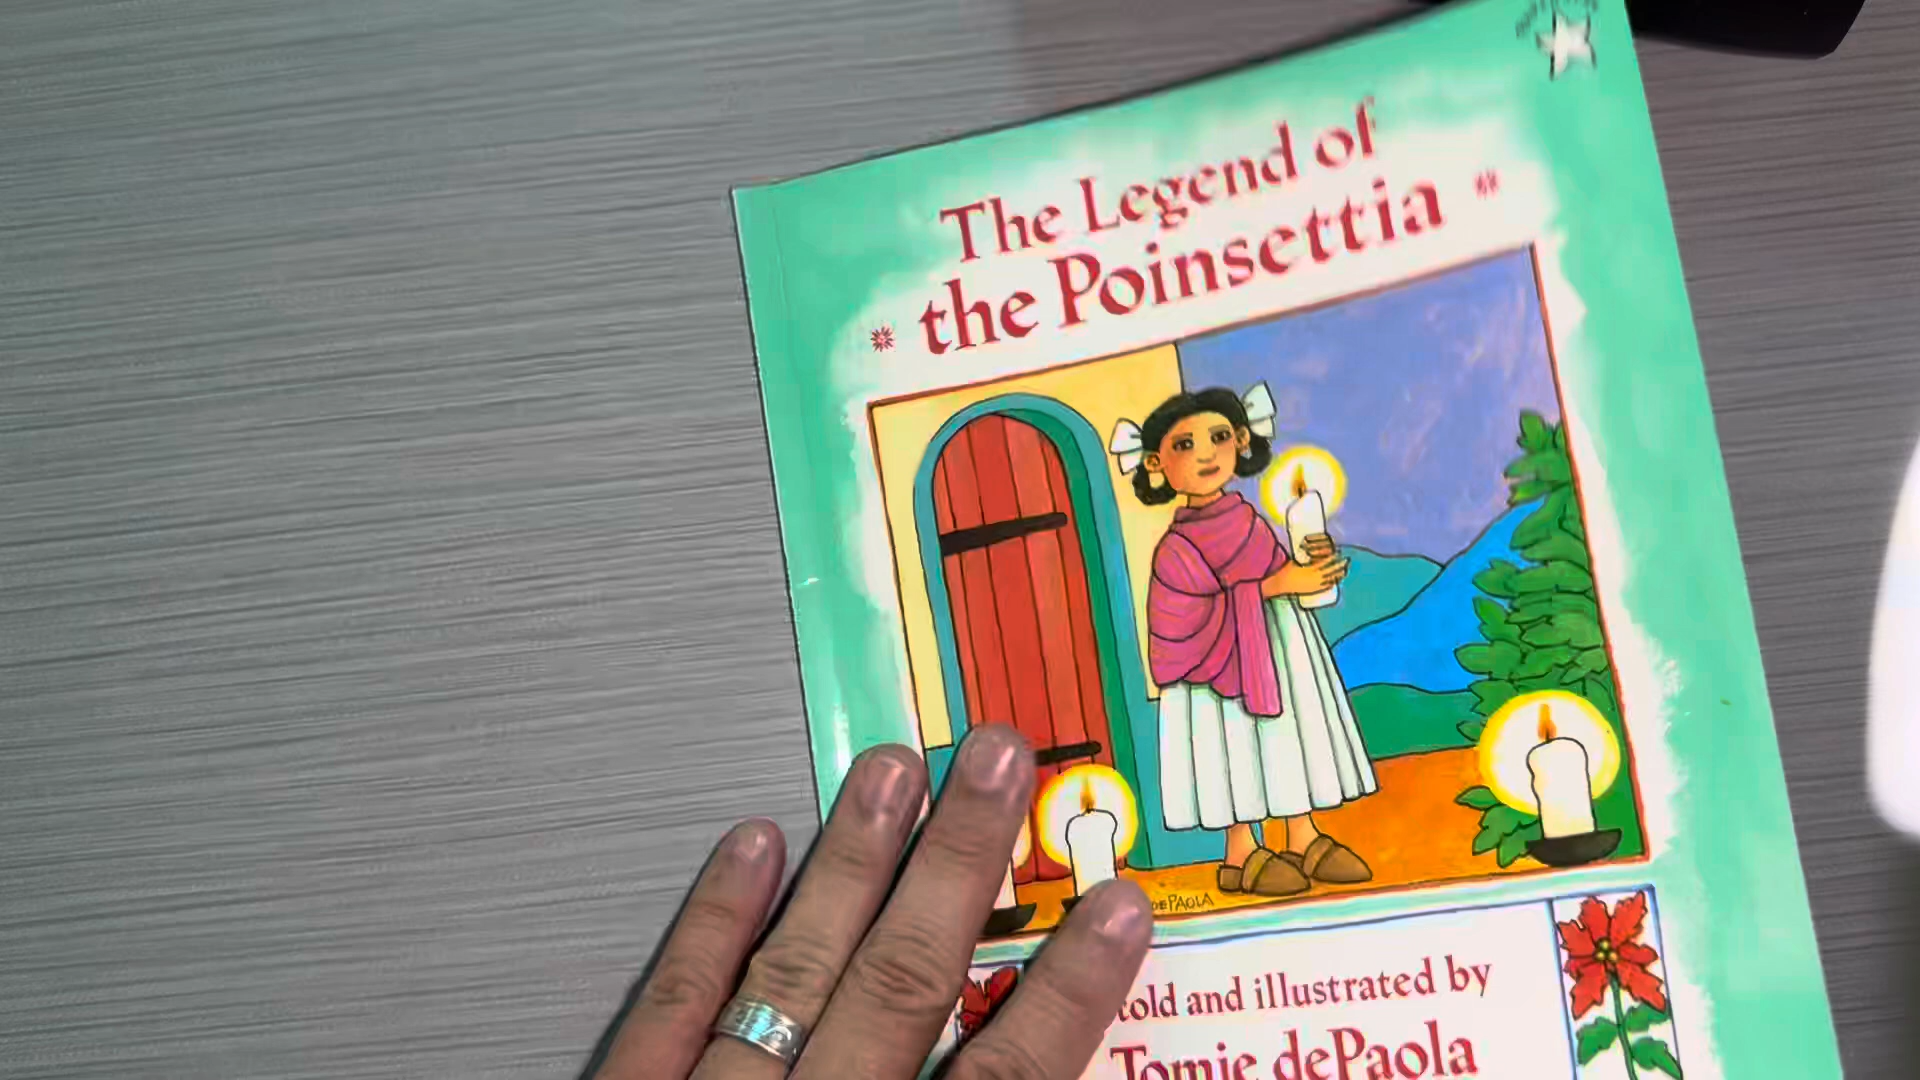 The Legend of
the Poinsettia
dePAOLA
told and illustrated by
Tomie dePaola